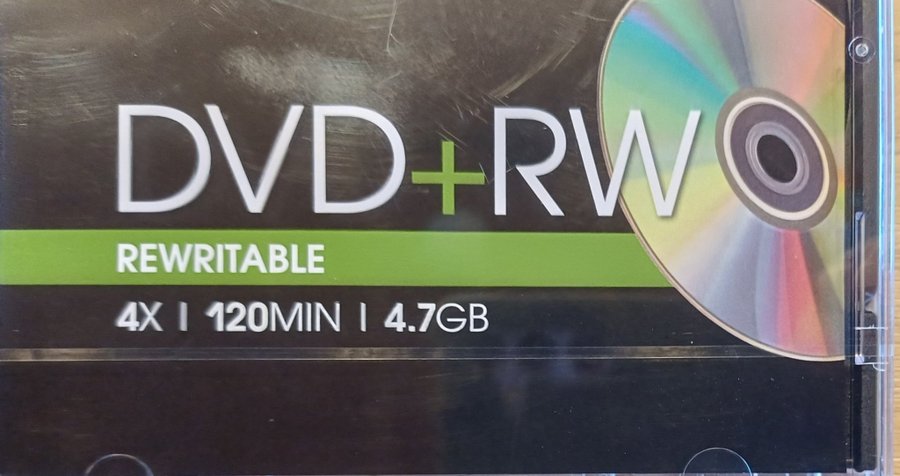 DVD+RW
REWRITABLE
4X | 120MIN | 4.7GB